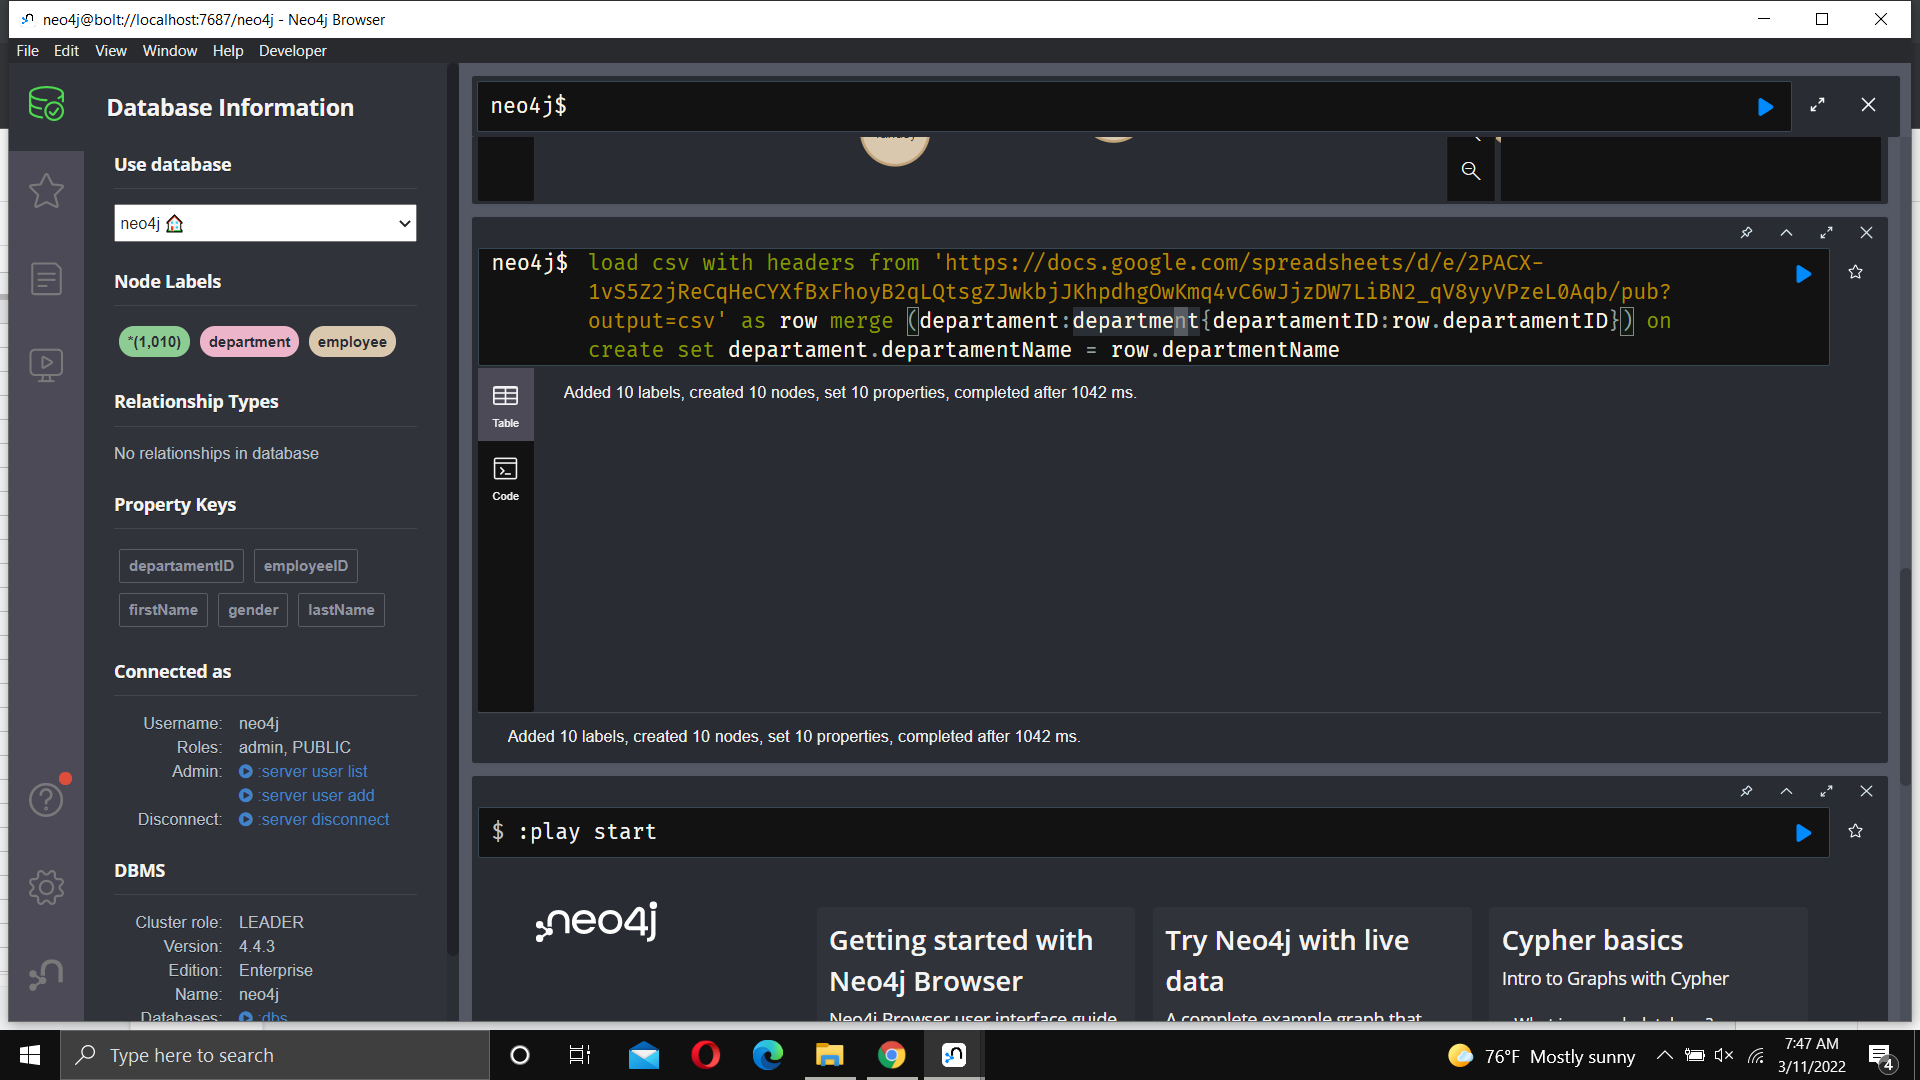 neo4j@bolt://localhost:7687/neo4j - Neo4j Browser
File Edit View Window Help Developer
Database Information
Use database
neo4j
Node Labels
*(1,010) department employee
Relationship Types
No relationships in database
Property Keys
departamentID employeeID
firstName gender lastName
Connected as
Username: neo4j
Roles: admin, PUBLIC
Admin: :server user list
:server user add
Disconnect: :server disconnect
DBMS
Cluster role: LEADER
Version: 4.4.3
Edition: Enterprise
Name: neo4j
Databases: :dbs
neo4j$
neo4j$ load csv with headers from 'https://docs.google.com/spreadsheets/d/e/2PACX-
1vS5Z2jReCqHeCYXfBxFhoyB2qLQtsgZJwkbjJKhpdhgOwKmq4vC6wJjzDW7LiBN2_qV8yyVPzeL0Aqb/pub?
output=csv' as row merge (departament:department{departamentID:row.departamentID}) on
create set departament.departamentName = row.departmentName
Table
Added 10 labels, created 10 nodes, set 10 properties, completed after 1042 ms.
Code
Added 10 labels, created 10 nodes, set 10 properties, completed after 1042 ms.
$ :play start
neo4j
Getting started with
Neo4j Browser
Neo4j Browser user interface guide
Try Neo4j with live
data
A complete example graph that
Cypher basics
Intro to Graphs with Cypher
Type here to search
76°F Mostly sunny
7:47 AM
3/11/2022
4